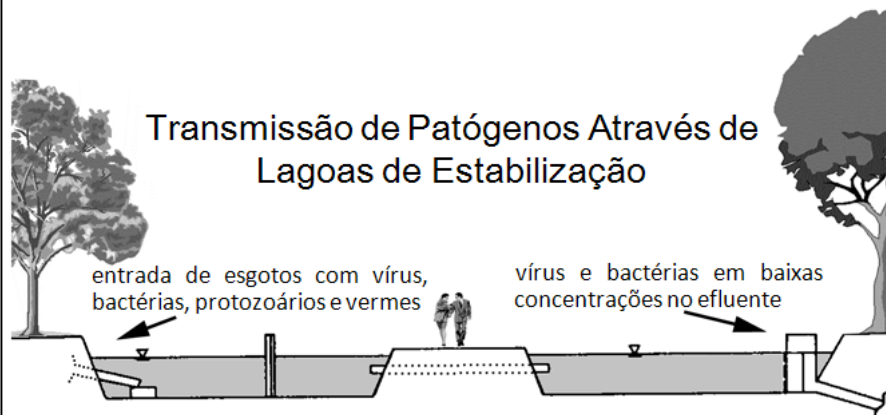 Transmissão de Patógenos Através de
Lagoas de Estabilização
entrada de esgotos com vírus,
bactérias, protozoários e vermes
vírus e bactérias em baixas
concentrações no efluente